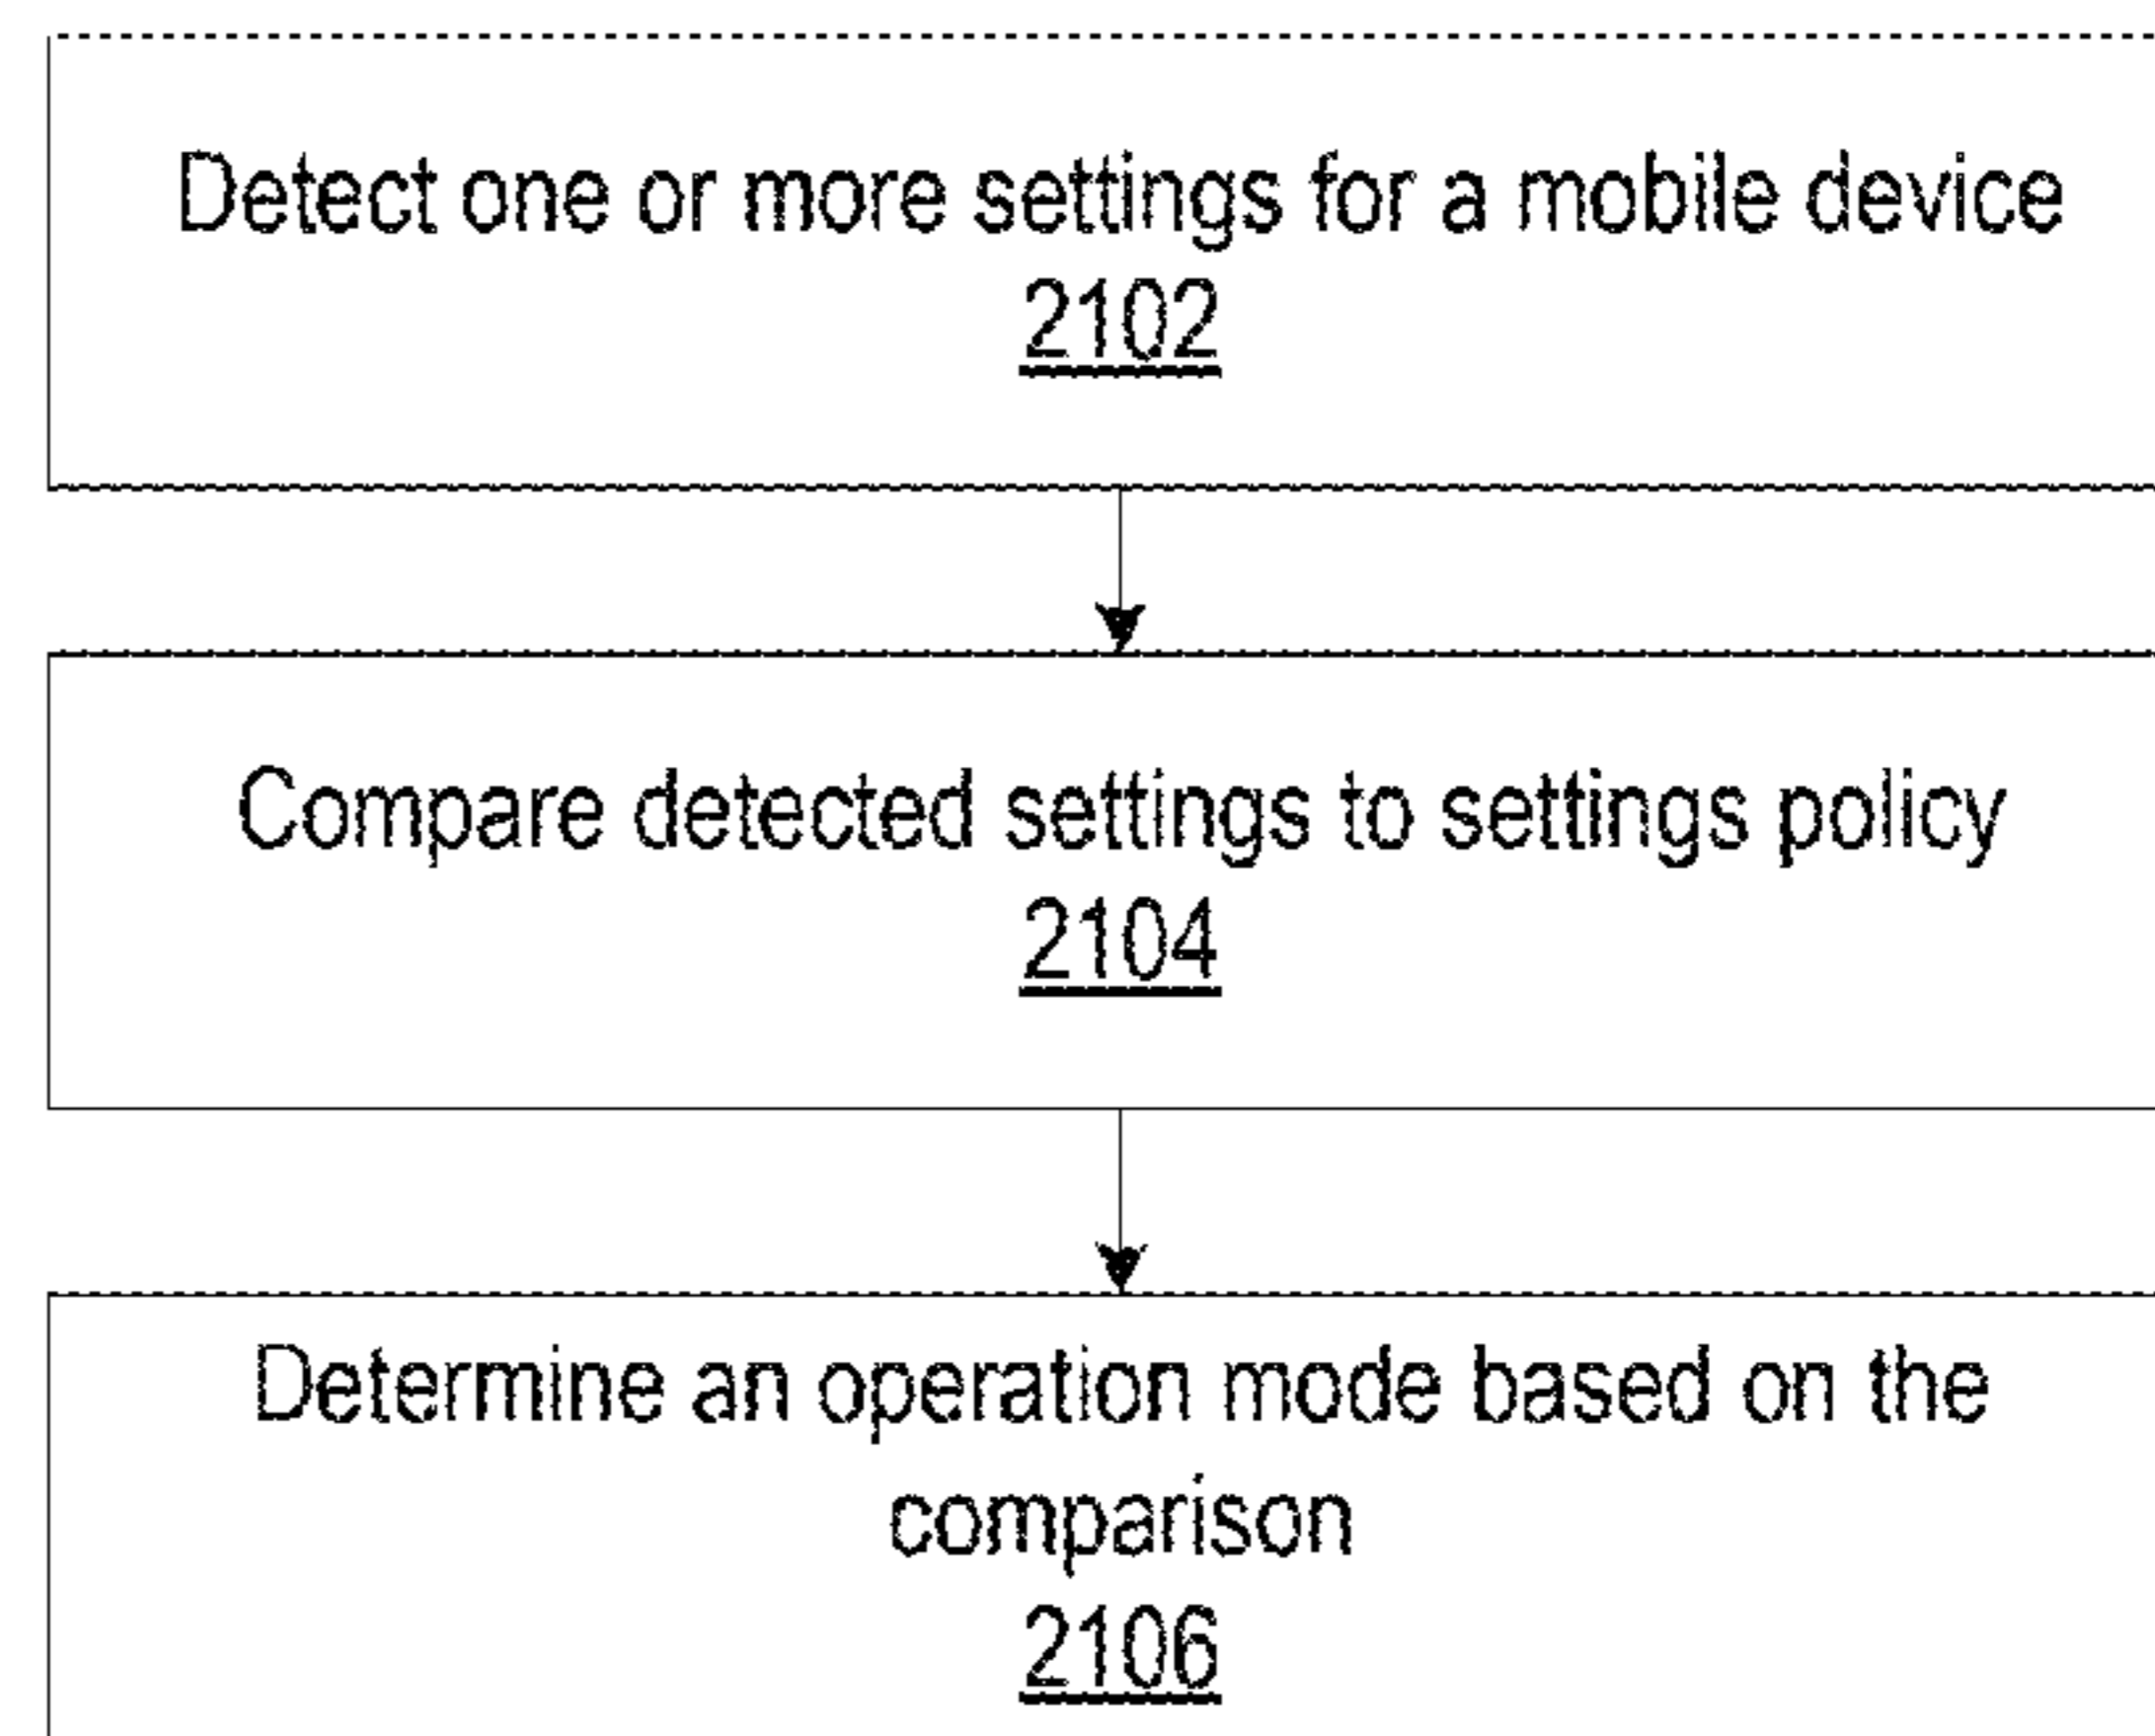 Detect one or more settings for a mobile device
2102
Compare detected settings to settings policy
2104
Determine an operation mode based on the
comparison
2106